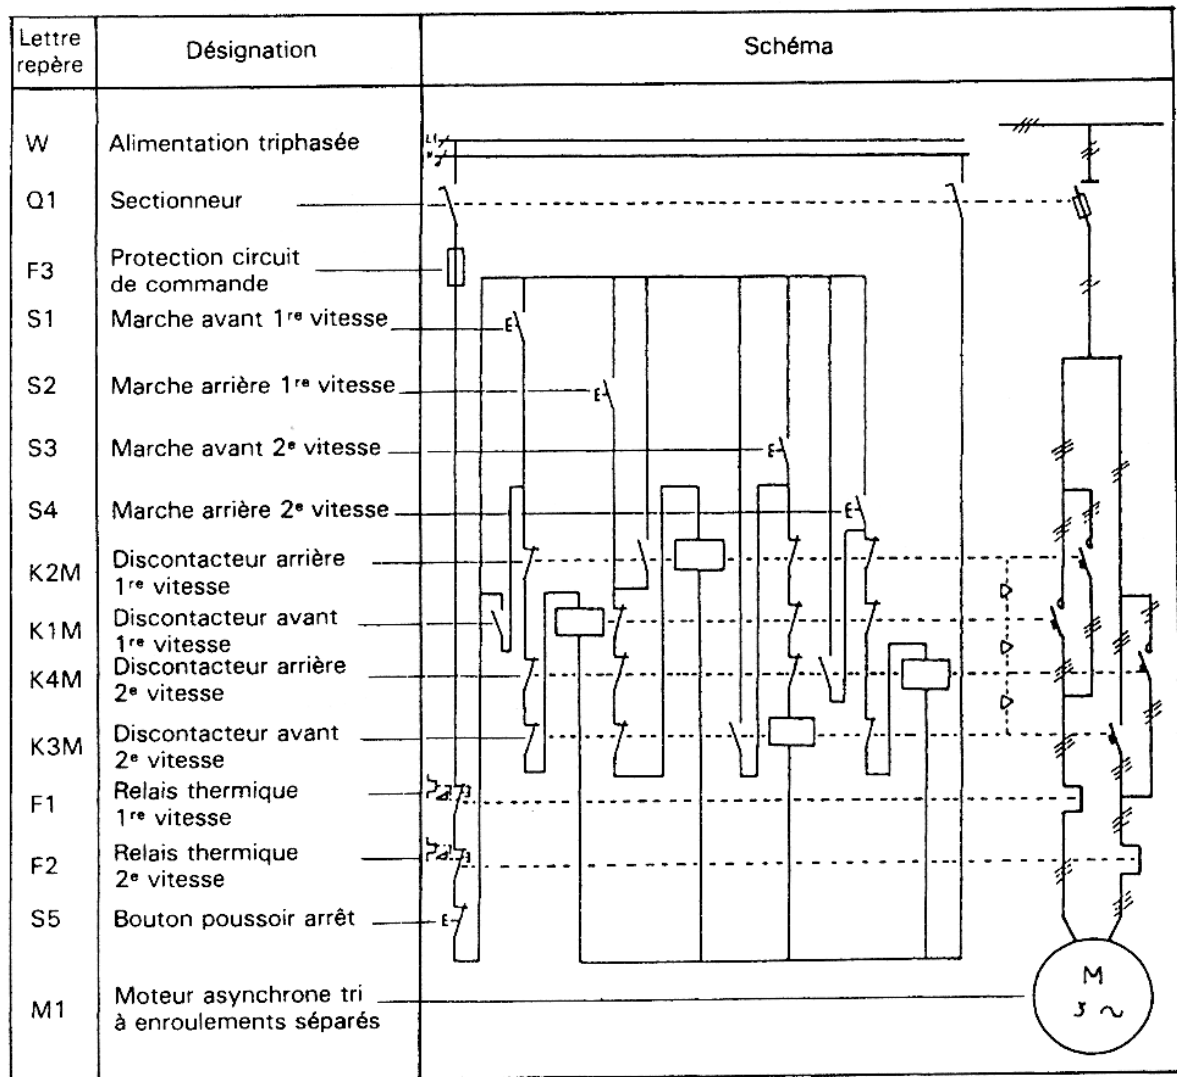 Lettre
repère
Désignation
Schéma
W
Alimentation triphasée
L1
Q1
Sectionneur
F3
Protection circuit
de commande
S1
Marche avant 1re vitesse
S2
Marche arrière 1re vitesse
S3
Marche avant 2e vitesse
S4
Marche arrière 2e vitesse
K2M
Discontacteur arrière
1re vitesse
K1M
Discontacteur avant
1re vitesse
K4M
Discontacteur arrière
2e vitesse
K3M
Discontacteur avant
2e vitesse
F1
Relais thermique
1re vitesse
F2
Relais thermique
2e vitesse
S5
Bouton poussoir arrêt
M1
Moteur asynchrone tri
à enroulements séparés
M
3 ~